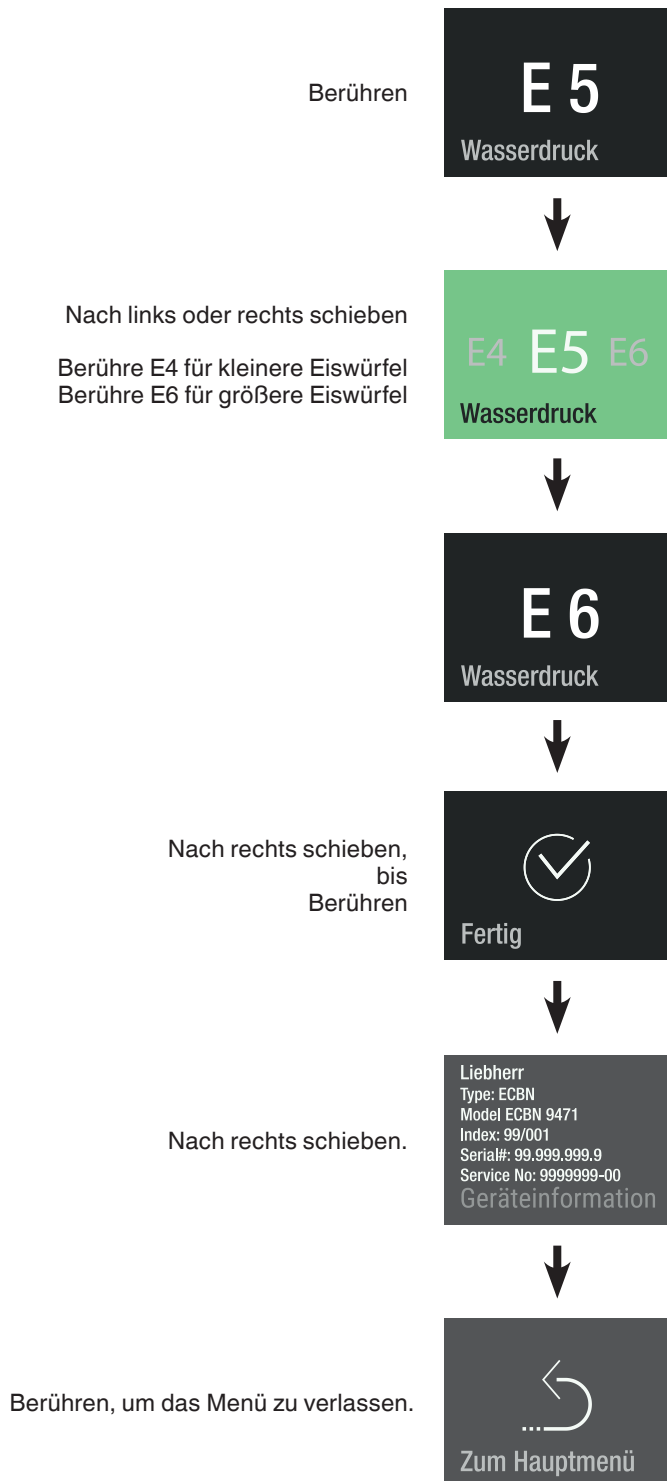 Berühren
E 5
Wasserdruck
Nach links oder rechts schieben
Berühre E4 für kleinere Eiswürfel
Berühre E6 für größere Eiswürfel
E4 E5 E6
Wasserdruck
E 6
Wasserdruck
Nach rechts schieben,
bis
Berühren
Fertig
Nach rechts schieben.
Liebherr
Type: ECBN
Model ECBN 9471
Index: 99/001
Serial#: 99.999.999.9
Service No: 9999999-00
Geräteinformation
Berühren, um das Menü zu verlassen.
Zum Hauptmenü